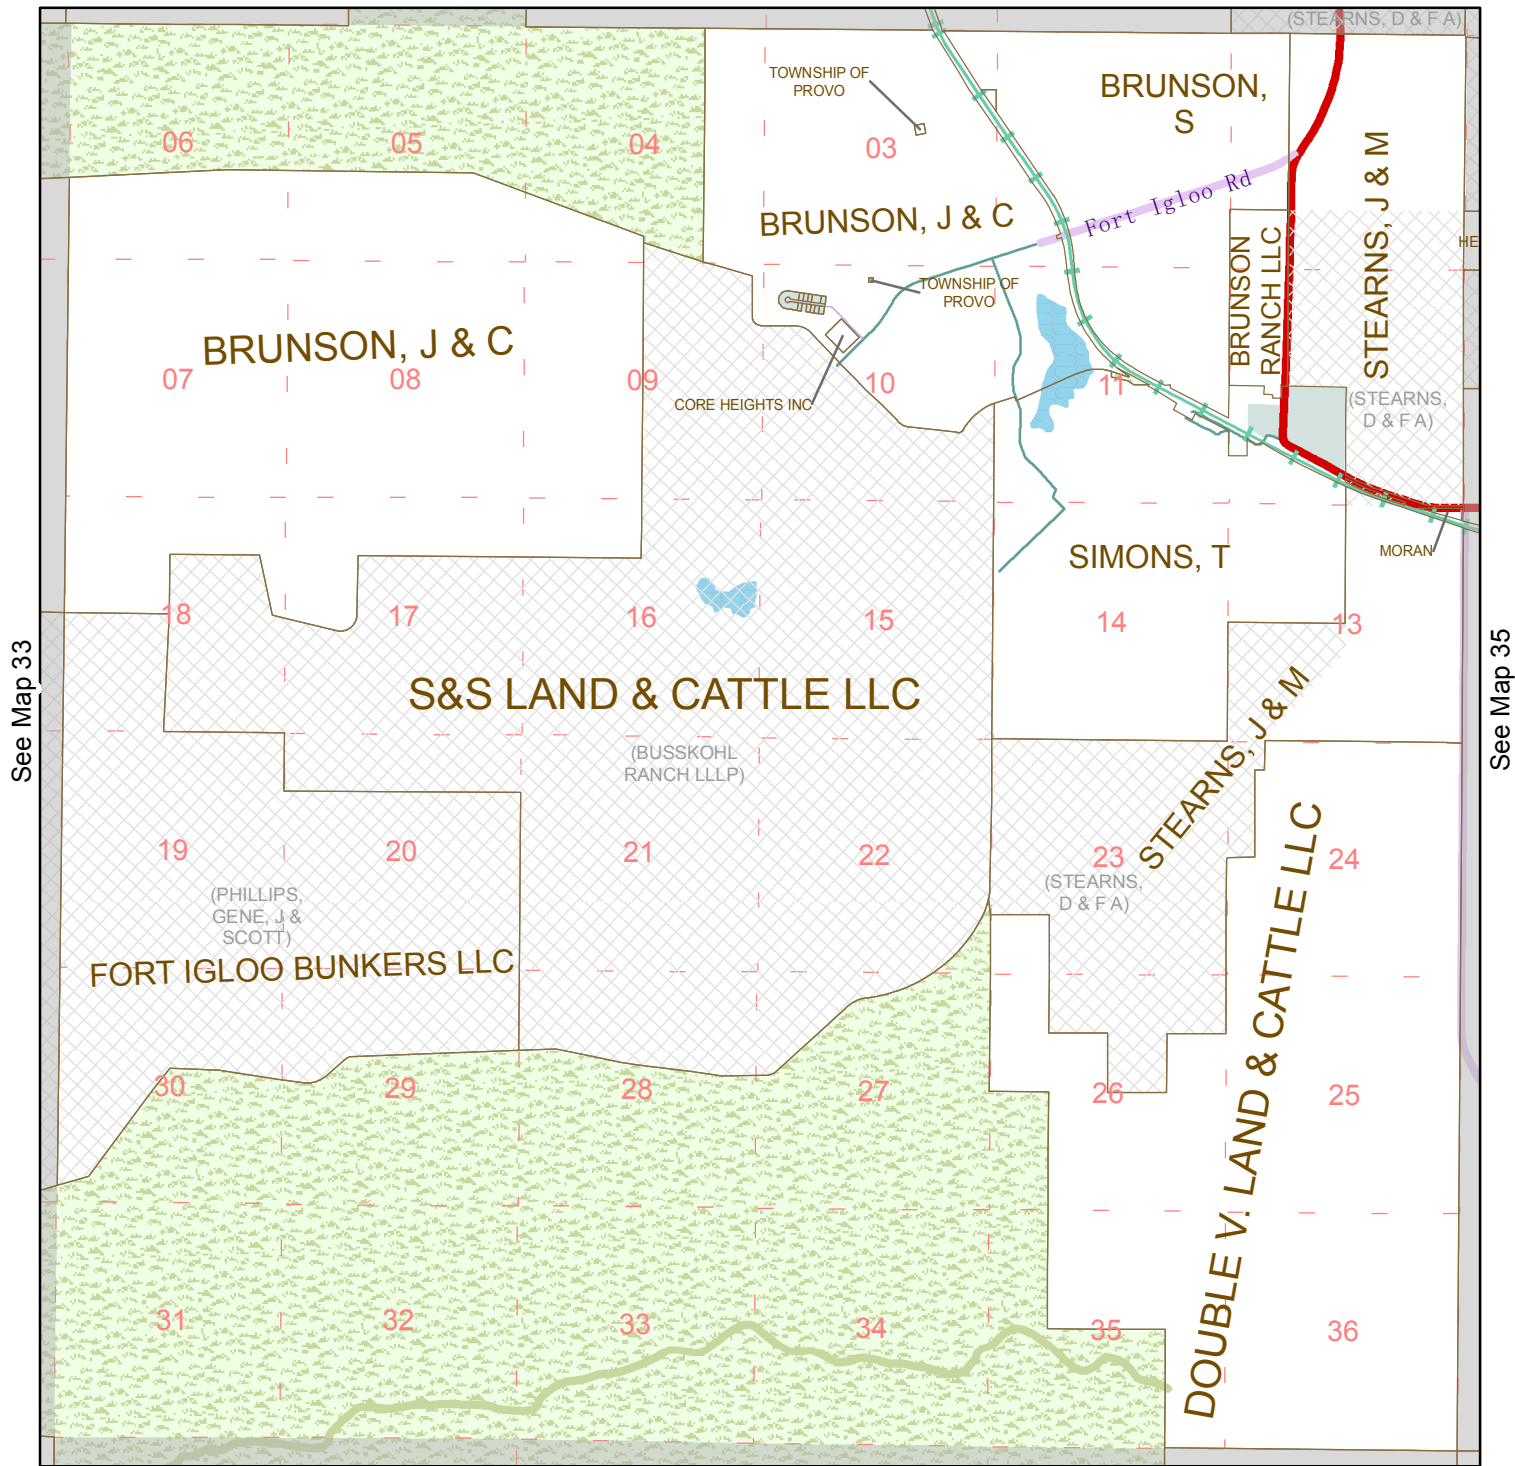 (STEARNS, D & F A)
TOWNSHIP OF
PROVO
BRUNSON,
S
06
05
04
03
STEARNS, J & M
Fort Igloo Rd
BRUNSON, J & C
HE
BRUNSON
RANCH LLC
TOWNSHIP OF
PROVO
BRUNSON, J & C
07
08
09
10
11
CORE HEIGHTS INC
(STEARNS,
D & F A)
13
MORAN
SIMONS, T
18
17
16
15
14
13
See Map 33
See Map 35
S&S LAND & CATTLE LLC
(BUSSKOHL
RANCH LLLP)
STEARNS, J & M
19
20
21
22
23
24
(STEARNS,
D & F A)
(PHILLIPS,
GENE, J &
SCOTT)
FORT IGLOO BUNKERS LLC
DOUBLE V. LAND & CATTLE LLC
30
29
28
27
26
25
31
32
33
34
35
36